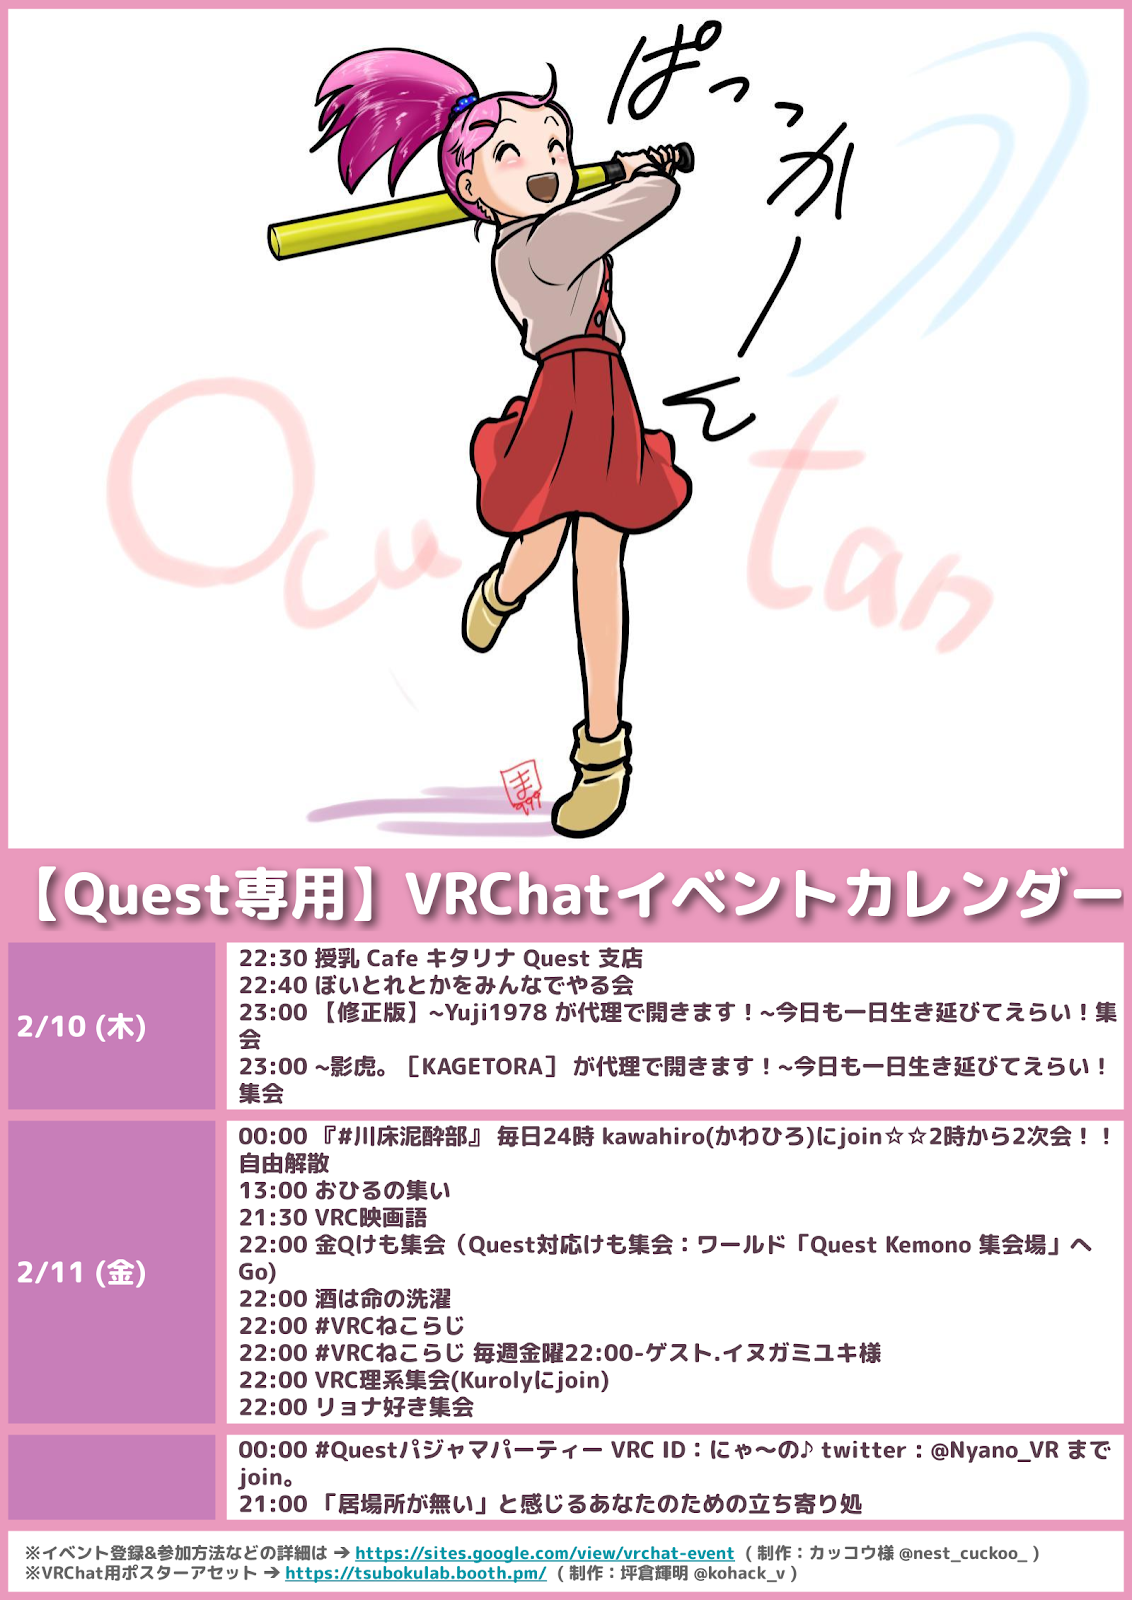 ぱっっかーん
Ocutan
ま
999
【Quest専用】VRChatイベントカレンダー
2/10 (木)
22:30 授乳 Cafe キタリナ Quest 支店
22:40 ぼいとれとかをみんなでやる会
23:00 【修正版】~Yuji1978 が代理で開きます！~今日も一日生き延びてえらい！集
会
23:00 ~影虎。［KAGETORA］ が代理で開きます！~今日も一日生き延びてえらい！
集会
2/11 (金)
00:00 『#川床泥酔部』 毎日24時 kawahiro(かわひろ)にjoin☆☆2時から2次会！！
自由解散
13:00 おひるの集い
21:30 VRC映画語
22:00 金Qけも集会（Quest対応けも集会：ワールド「Quest Kemono 集会場」へ
Go)
22:00 酒は命の洗濯
22:00 #VRCねこらじ
22:00 #VRCねこらじ 毎週金曜22:00-ゲスト.イヌガミユキ様
22:00 VRC理系集会(Kurolyにjoin)
22:00 リョナ好き集会
00:00 #Questパジャマパーティー VRC ID：にゃ～の♪ twitter：@Nyano_VR まで
join。
21:00 「居場所が無い」と感じるあなたのための立ち寄り処
※イベント登録&参加方法などの詳細は ➔ https://sites.google.com/view/vrchat-event （制作：カッコウ様 @nest_cuckoo_ ）
※VRChat用ポスターアセット ➔ https://tsubokulab.booth.pm/ （制作：坪倉輝明 @kohack_v ）